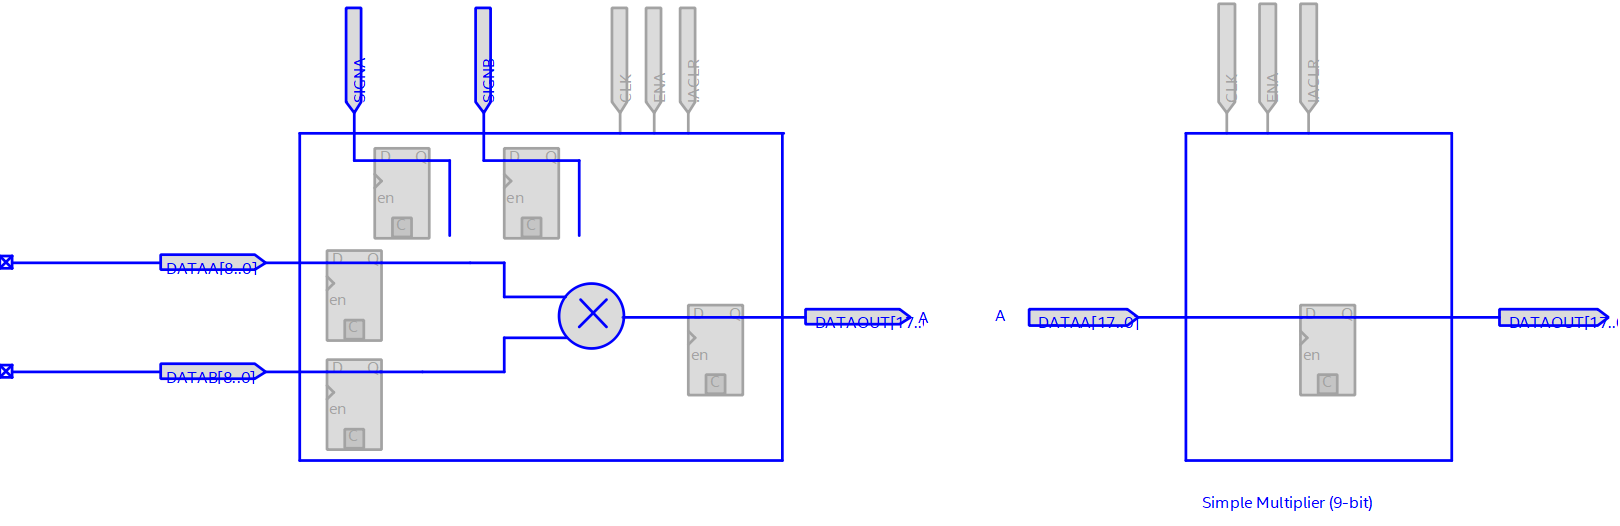 SIGNA
SIGNB
CLK
ENA
!ACLR
CLK
ENA
!ACLR
D Q
en
C
D Q
en
C
DATAA[8..0]
D Q
en
C
DATAB[8..0]
D Q
en
C
D Q
en
C
DATAOUT[17..
A
A
DATAA[17..0]
D Q
en
C
DATAOUT[17..
Simple Multiplier (9-bit)